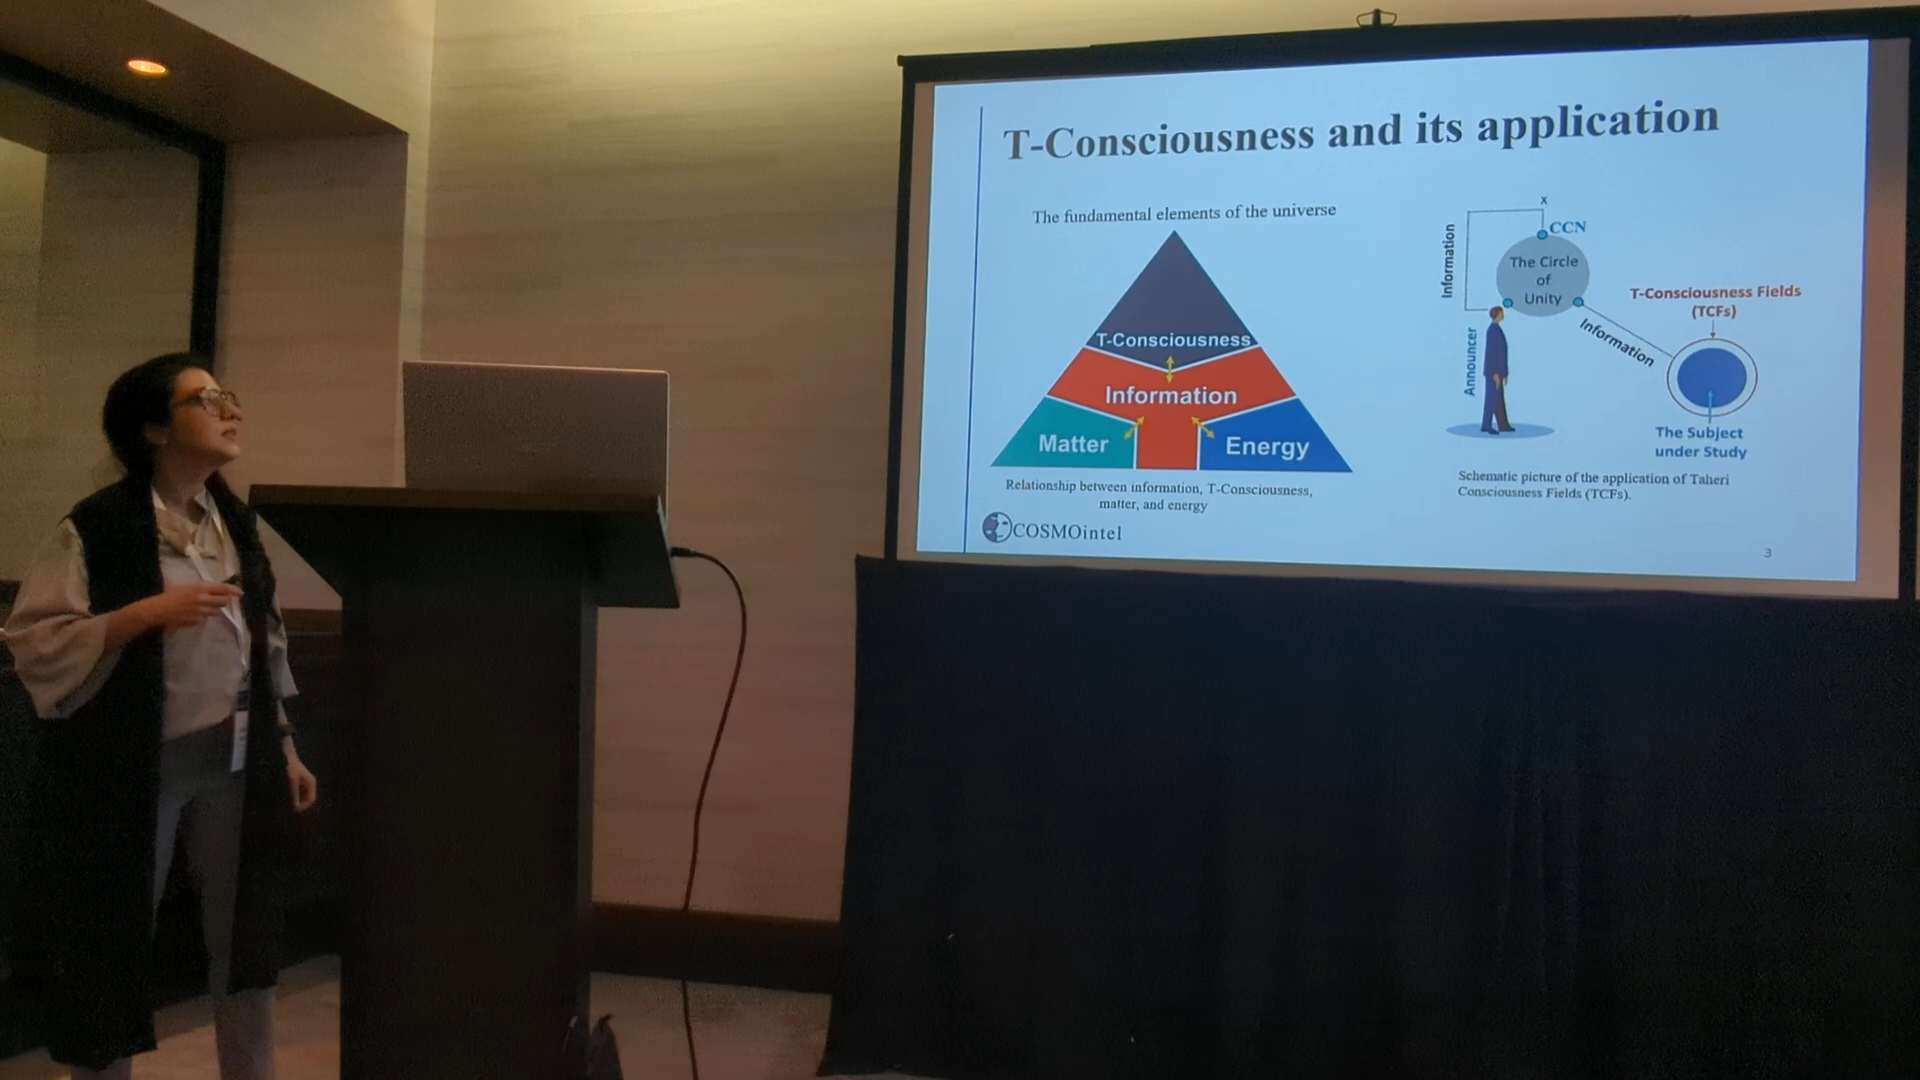 T-Consciousness and its application
The fundamental elements of the universe
T-Consciousness
Information
Matter
Energy
Relationship between information, T-Consciousness,
matter, and energy
COSMOintel
x
CCN
Information
The Circle
of
Unity
Announcer
Information
T-Consciousness Fields
(TCFs)
The Subject
under Study
Schematic picture of the application of Taheri
Consciousness Fields (TCFs).
3